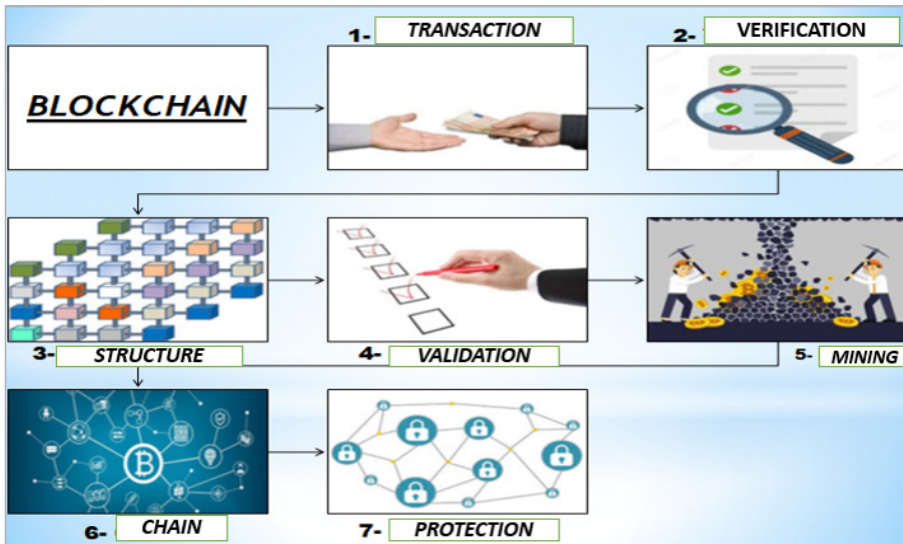 BLOCKCHAIN
1- TRANSACTION
2- VERIFICATION
3- STRUCTURE
4- VALIDATION
5- MINING
6- CHAIN
7- PROTECTION